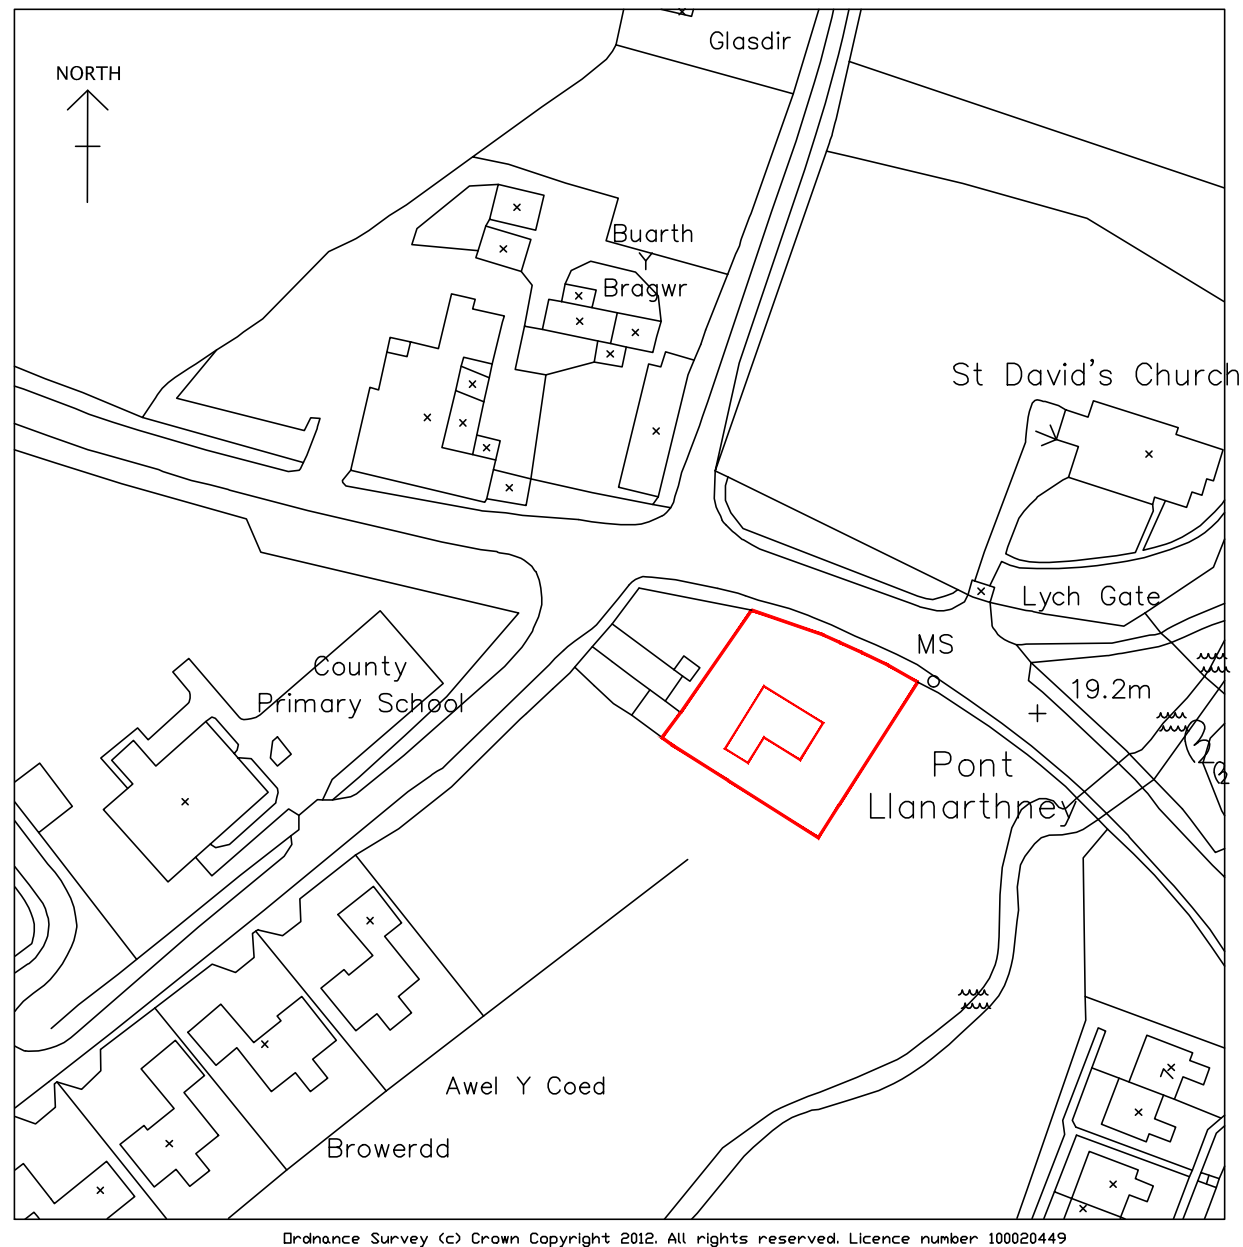 Glasdir
NORTH
Buarth
Y
Bragwr
St David's Church
Lych Gate
MS
County
Primary School
19.2m
Pont
Llanarthney
Awel Y Coed
Browerdd
Ordnance Survey (c) Crown Copyright 2012. All rights reserved. Licence number 100020449